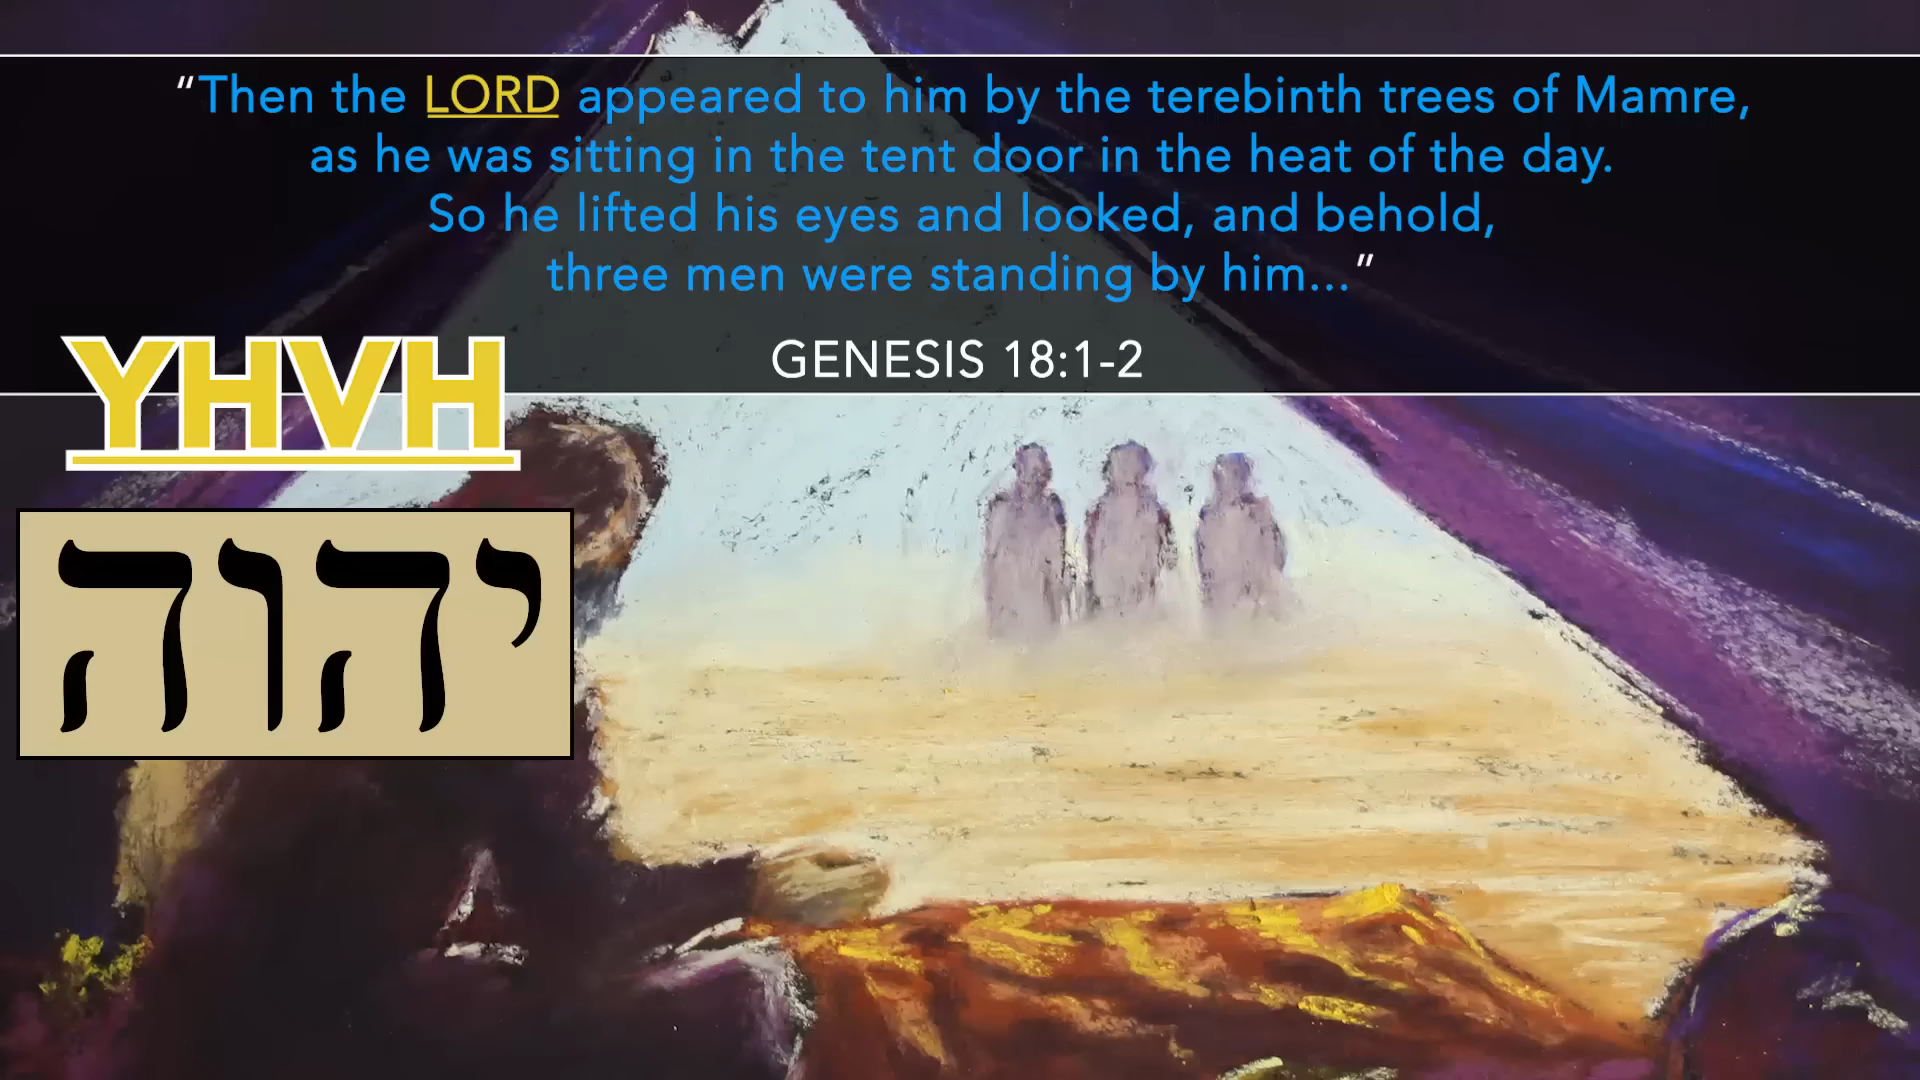 “Then the LORD appeared to him by the terebinth trees of Mamre,
as he was sitting in the tent door in the heat of the day.
So he lifted his eyes and looked, and behold,
three men were standing by him...”
GENESIS 18:1-2
YHVH
יהוה